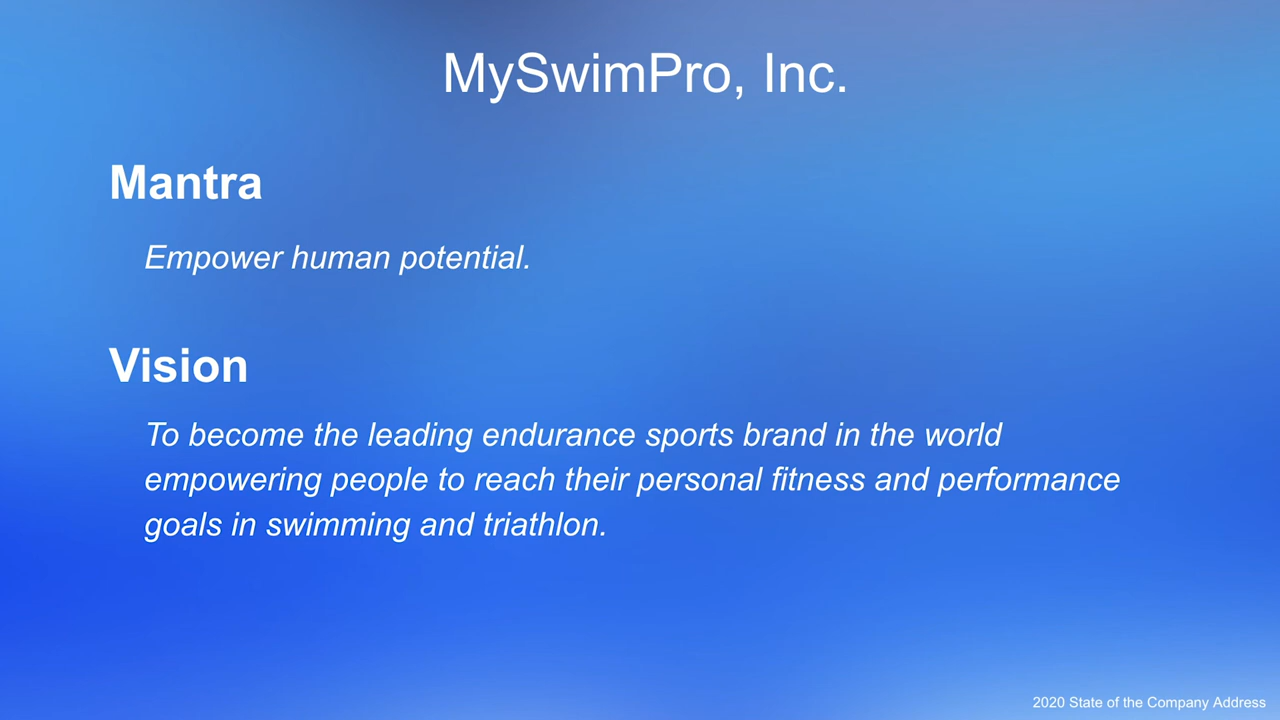 MySwimPro, Inc.
Mantra
Empower human potential.
Vision
To become the leading endurance sports brand in the world
empowering people to reach their personal fitness and performance
goals in swimming and triathlon.
2020 State of the Company Address